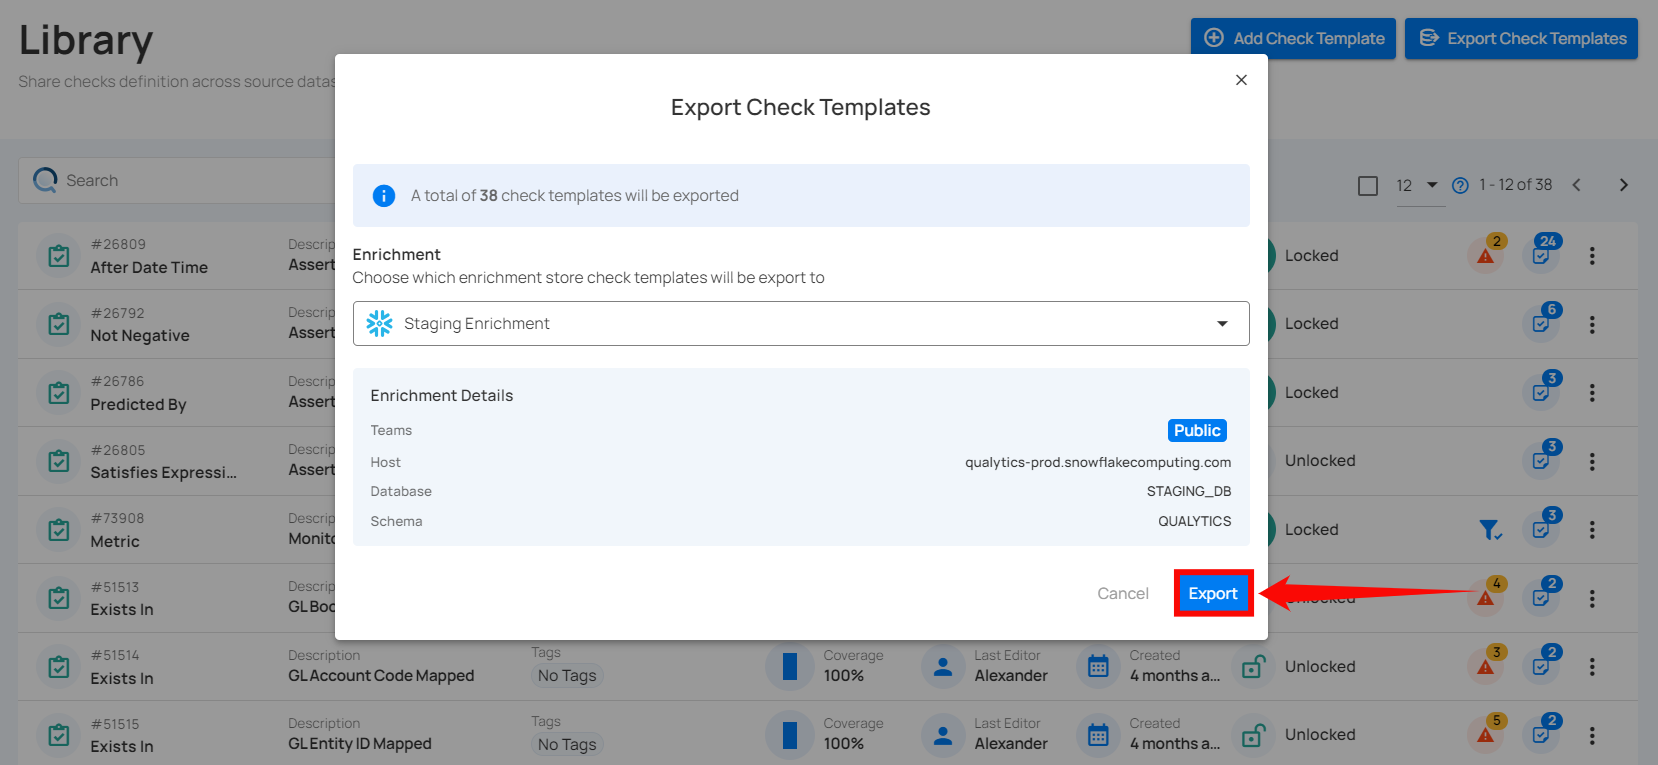 Library
Share checks definition across source datas
Add Check Template
Export Check Templates
Export Check Templates
A total of 38 check templates will be exported
Enrichment
Choose which enrichment store check templates will be export to
Staging Enrichment
Enrichment Details
Teams Public
Host qualytics-prod.snowflakecomputing.com
Database STAGING_DB
Schema QUALYTICS
Cancel Export
Search
12 1 - 12 of 38
#26809 Descrip
After Date Time Assert Locked 2 24
#26792 Descrip
Not Negative Assert Locked 6
#26786 Descrip
Predicted By Assert Locked 3
#26805 Descrip
Satisfies Expressi... Assert Unlocked 3
#73908 Descrip
Metric Monito Locked 3
#51513 Descrip
Exists In GL Boo Unlocked 4 2
#51514 Description Tags Coverage Last Editor Created
Exists In GL Account Code Mapped No Tags 100% Alexander 4 months a... Unlocked 3 2
#51515 Description Tags Coverage Last Editor Created
Exists In GL Entity ID Mapped No Tags 100% Alexander 4 months a... Unlocked 5 2